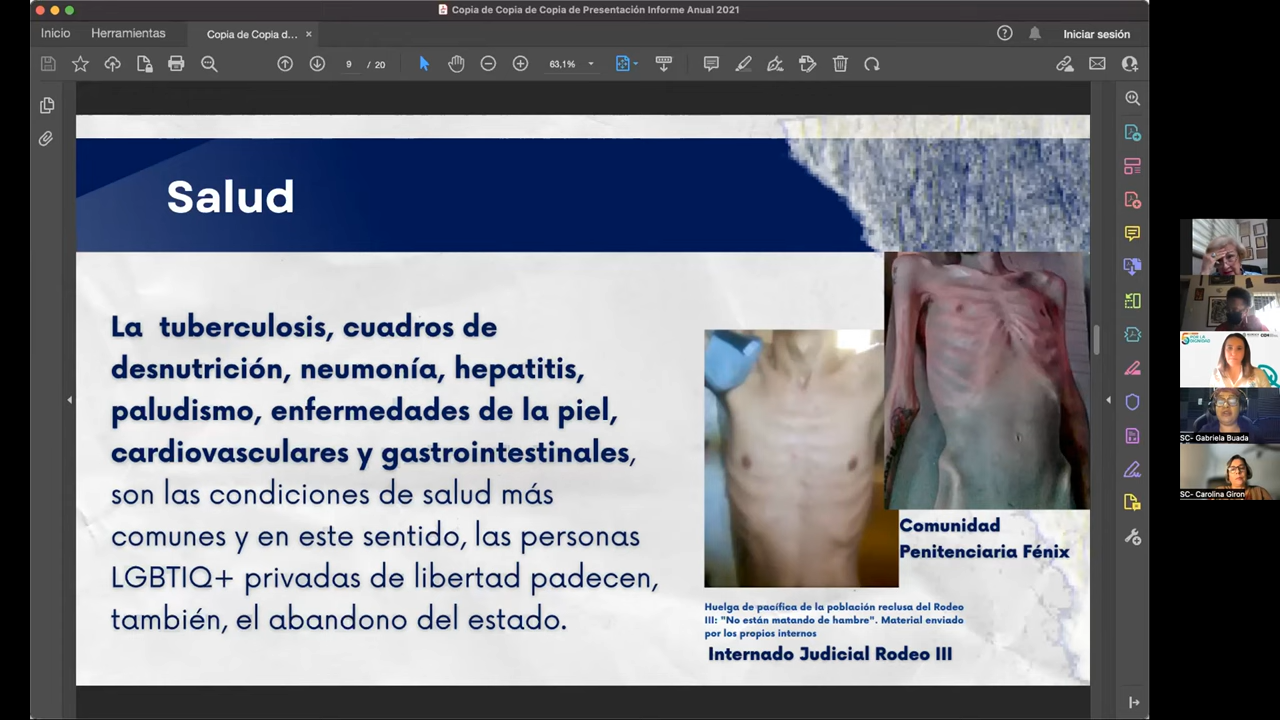 Copia de Copia de Copia de Presentación Informe Anual 2021
Inicio
Herramientas
Copia de Copia d...
Iniciar sesión
9 / 20
63,1%
Salud
La tuberculosis, cuadros de
desnutrición, neumonía, hepatitis,
paludismo, enfermedades de la piel,
cardiovasculares y gastrointestinales,
son las condiciones de salud más
comunes y en este sentido, las personas
LGBTIQ+ privadas de libertad padecen,
también, el abandono del estado.
Comunidad
Penitenciaria Fénix
Huelga de pacífica de la población reclusa del Rodeo
III: "No están matando de hambre". Material enviado
por los propios internos
Internado Judicial Rodeo III
SC- Gabriela Buada
SC- Carolina Giron